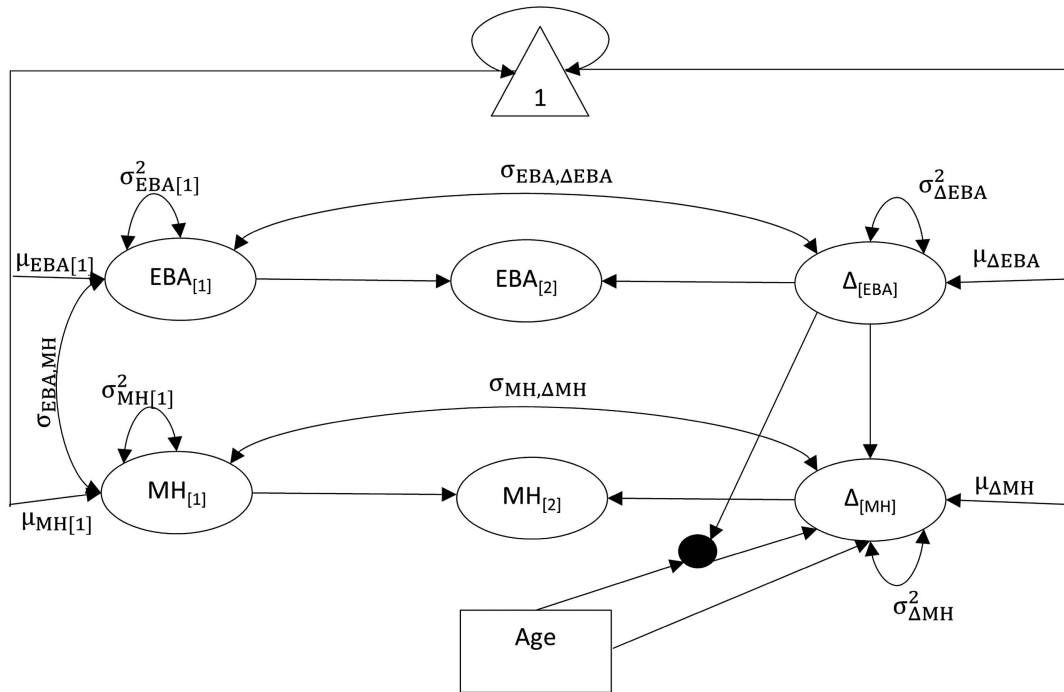 1
σ²EBA[1]
σEBA,ΔEBA
σ²ΔEBA
μEBA[1]
EBA[1]
EBA[2]
Δ[EBA]
μΔEBA
σEBA,MH
σ²MH[1]
σMH,ΔMH
μMH[1]
MH[1]
MH[2]
Δ[MH]
μΔMH
σ²ΔMH
Age